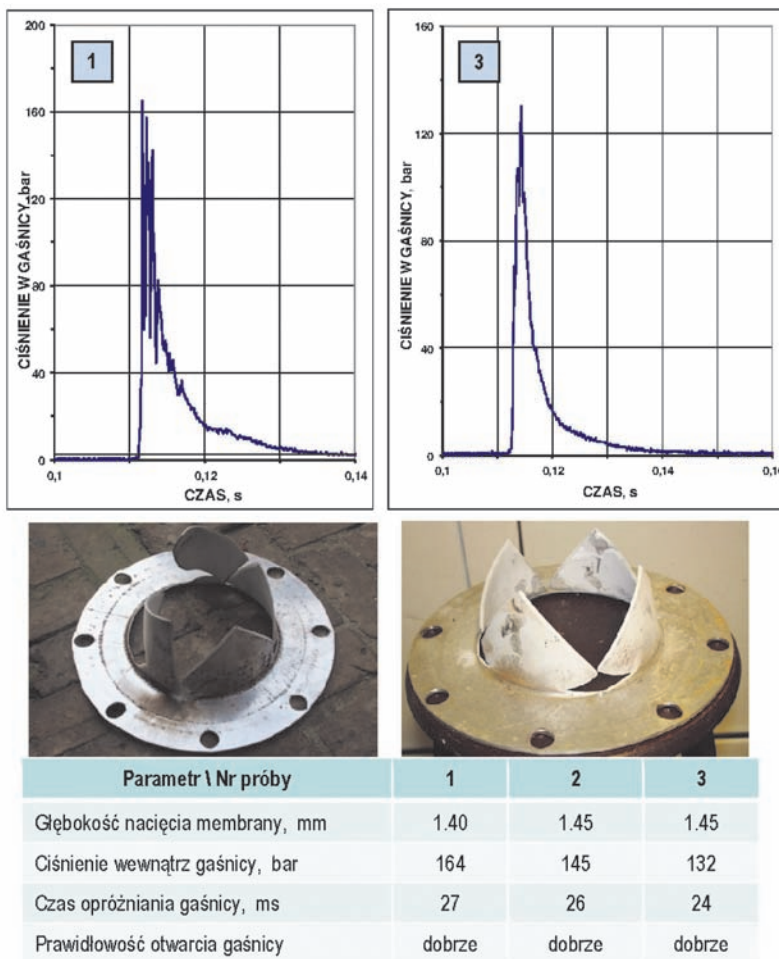 200
160
120
80
40
0
0,1
0,12
0,14
CIŚNIENIE W GAŚNICY, bar
CZAS, s
1
160
120
80
40
0
0,1
0,12
0,14
0,16
CIŚNIENIE W GAŚNICY, bar
CZAS, s
3
Parametr \ Nr próby 1 2 3
Głębokość nacięcia membrany, mm 1.40 1.45 1.45
Ciśnienie wewnątrz gaśnicy, bar 164 145 132
Czas opróżniania gaśnicy, ms 27 26 24
Prawidłowość otwarcia gaśnicy dobrze dobrze dobrze